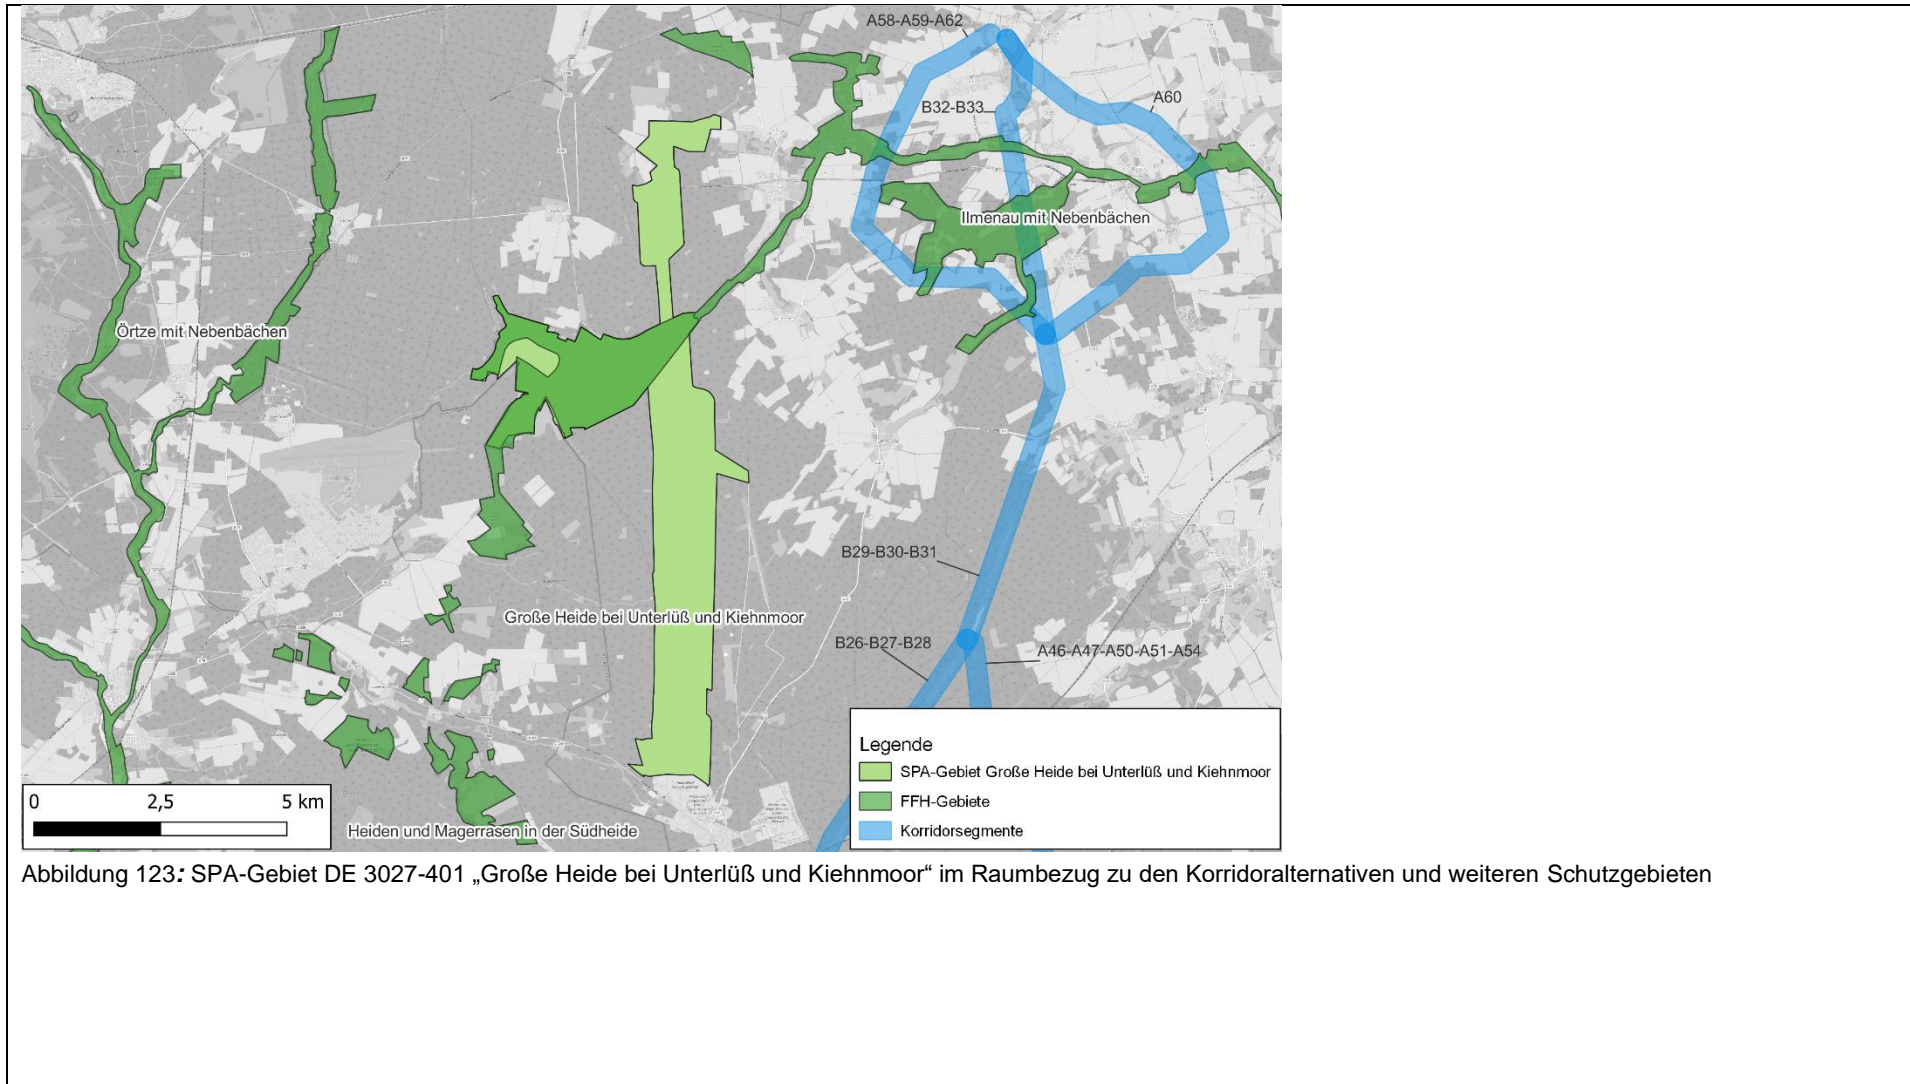 A58-A59-A62
A60
B32-B33
Ilmenau mit Nebenbächen
Örtze mit Nebenbächen
B29-B30-B31
Große Heide bei Unterlüß und Kiehnmoor
B26-B27-B28
A46-A47-A50-A51-A54
Legende
SPA-Gebiet Große Heide bei Unterlüß und Kiehnmoor
FFH-Gebiete
Korridorsegmente
0 2,5 5 km
Heiden und Magerrasen in der Südheide
Abbildung 123: SPA-Gebiet DE 3027-401 „Große Heide bei Unterlüß und Kiehnmoor“ im Raumbezug zu den Korridoralternativen und weiteren Schutzgebieten